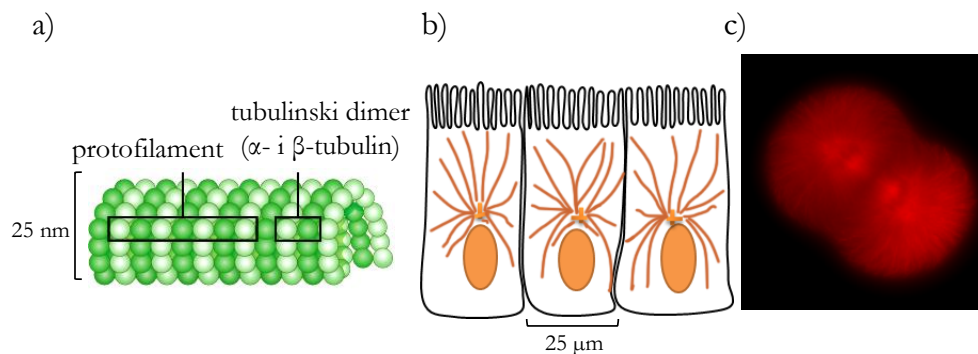 a)
b)
c)
tubulinski dimer
(α- i β-tubulin)
protofilament
25 nm
25 μm